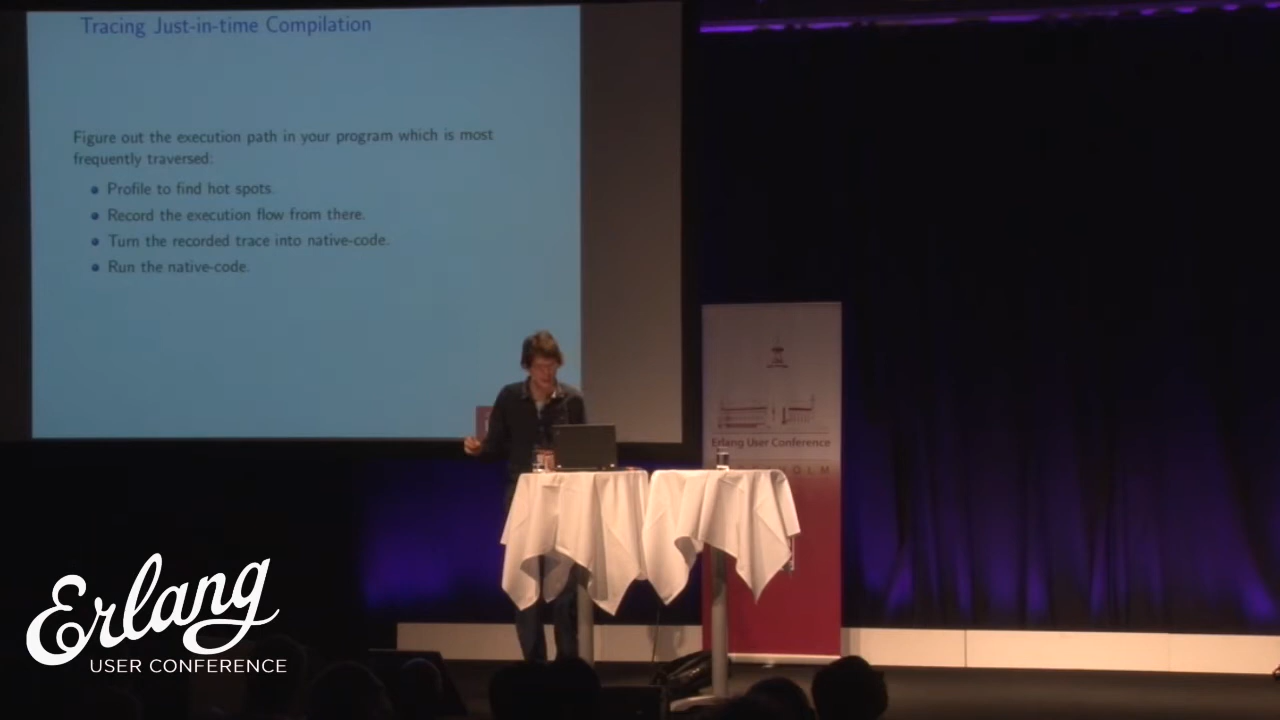 Tracing Just-in-time Compilation
Figure out the execution path in your program which is most
frequently traversed:
Profile to find hot spots.
Record the execution flow from there.
Turn the recorded trace into native-code.
Run the native-code.
Erlang User Conference
Erlang
USER CONFERENCE